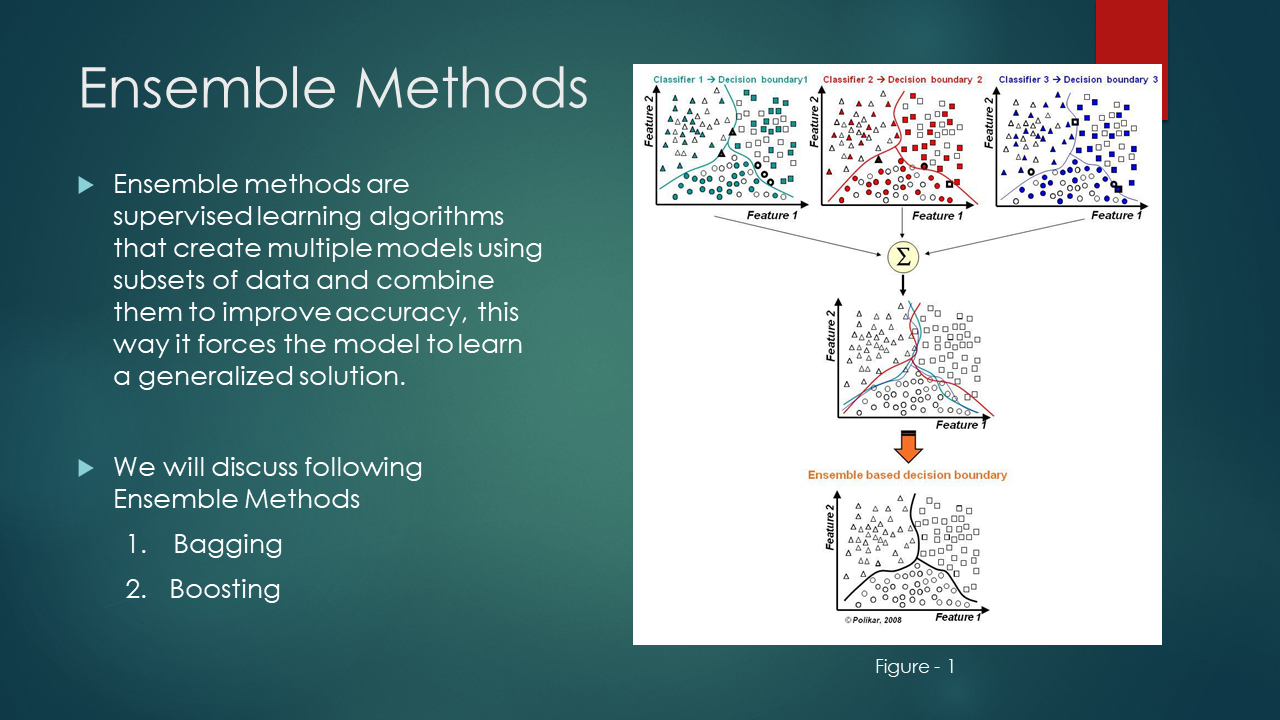 Ensemble Methods
Ensemble methods are
supervised learning algorithms
that create multiple models using
subsets of data and combine
them to improve accuracy, this
way it forces the model to learn
a generalized solution.
We will discuss following
Ensemble Methods
1. Bagging
2. Boosting
Classifier 1 → Decision boundary1
Classifier 2 → Decision boundary 2
Classifier 3 → Decision boundary 3
Feature 2
Feature 1
Feature 2
Feature 1
Feature 2
Feature 1
Σ
Feature 2
Feature 1
Ensemble based decision boundary
Feature 2
Feature 1
© Polikar, 2008
Figure - 1